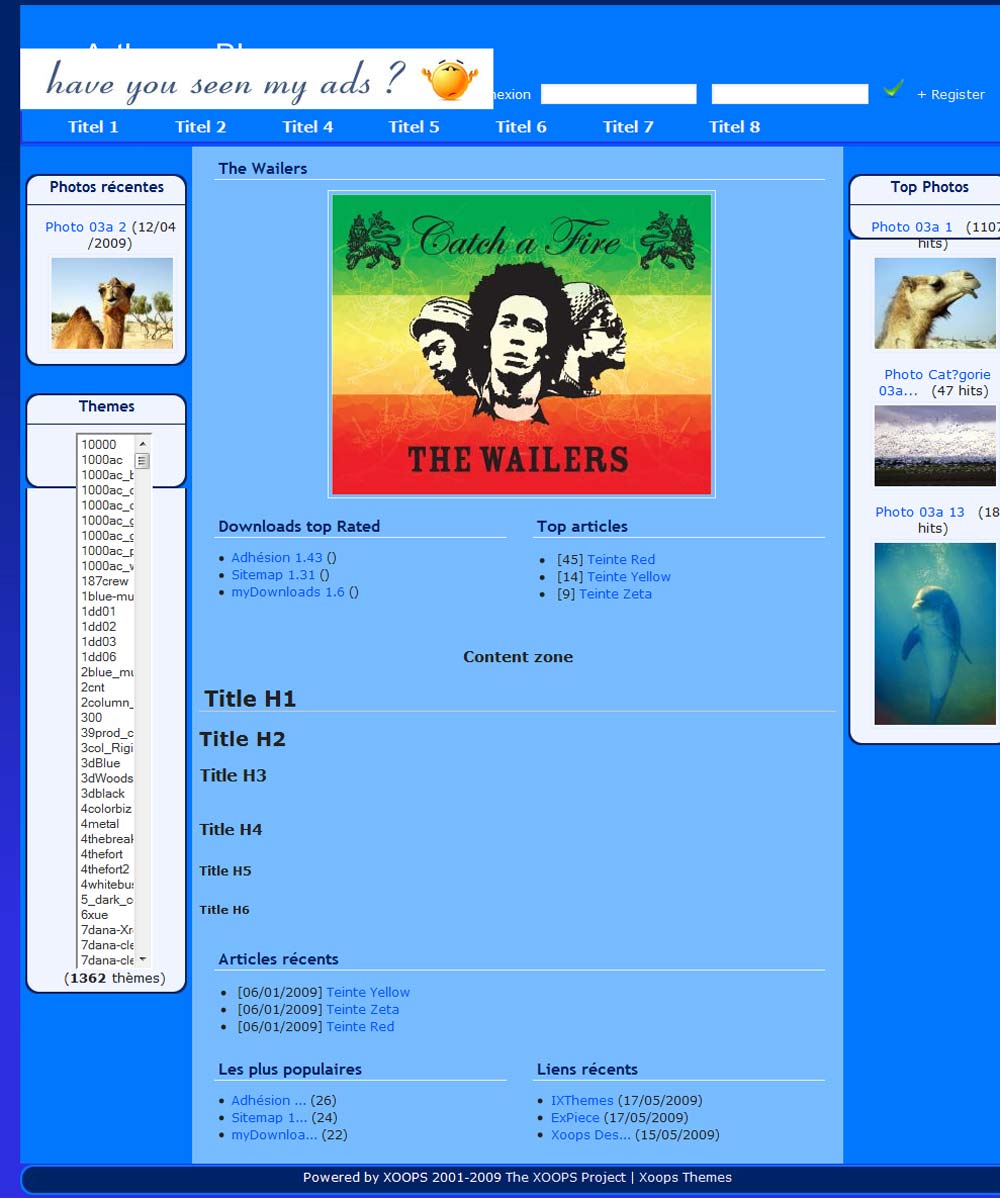 have you seen my ads ?
nexion
+ Register
Titel 1
Titel 2
Titel 4
Titel 5
Titel 6
Titel 7
Titel 8
Photos récentes
Photo 03a 2 (12/04
/2009)
Themes
10000
1000ac
1000ac_b
1000ac_
1000ac_
1000ac_g
1000ac_g
1000ac_p
1000ac_w
187crew
1blue-mu
1dd01
1dd02
1dd03
1dd06
2blue_mu
2cnt
2column_
300
39prod_c
3col_Rigi
3dBlue
3dWoods
3dblack
4colorbiz
4metal
4thebreak
4thefort
4thefort2
4whitebus
5_dark_c
6xue
7dana-Xr
7dana-cle
7dana-cle
(1362 thèmes)
The Wailers
Catch a Fire
THE WAILERS
Downloads top Rated
Adhésion 1.43 ()
Sitemap 1.31 ()
myDownloads 1.6 ()
Top articles
[45] Teinte Red
[14] Teinte Yellow
[9] Teinte Zeta
Content zone
Title H1
Title H2
Title H3
Title H4
Title H5
Title H6
Articles récents
[06/01/2009] Teinte Yellow
[06/01/2009] Teinte Zeta
[06/01/2009] Teinte Red
Les plus populaires
Adhésion ... (26)
Sitemap 1... (24)
myDownloa... (22)
Liens récents
IXThemes (17/05/2009)
ExPiece (17/05/2009)
Xoops Des... (15/05/2009)
Top Photos
Photo 03a 1 (1107
hits)
Photo Cat?gorie
03a... (47 hits)
Photo 03a 13 (18
hits)
Powered by XOOPS 2001-2009 The XOOPS Project | Xoops Themes